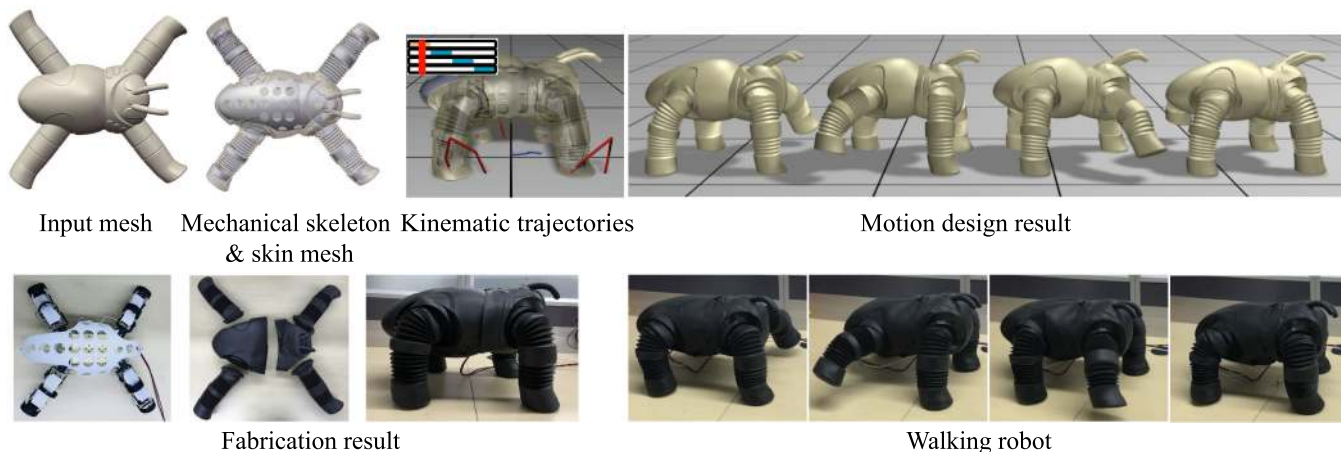 Input mesh
Mechanical skeleton
& skin mesh
Kinematic trajectories
Motion design result
Fabrication result
Walking robot